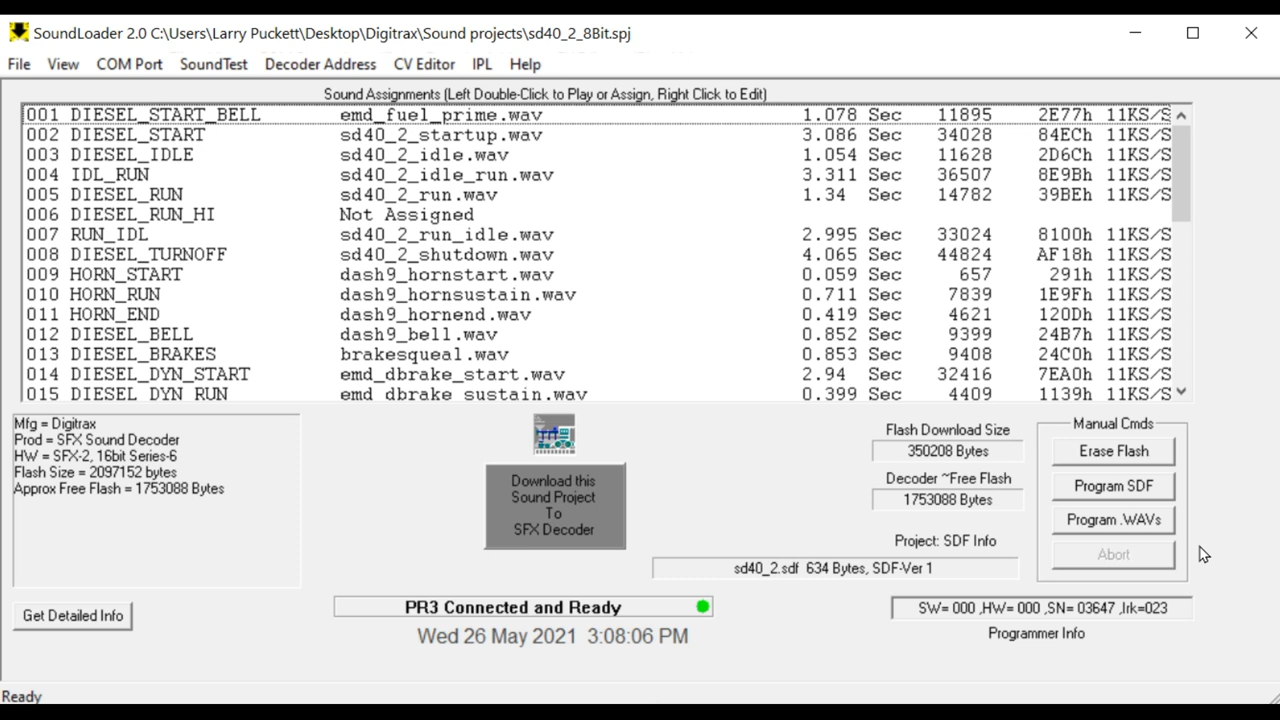 SoundLoader 2.0 C:\Users\Larry Puckett\Desktop\Digitrax\Sound projects\sd40_2_8Bit.spj
File View COM Port SoundTest Decoder Address CV Editor IPL Help
Sound Assignments (Left Double-Click to Play or Assign, Right Click to Edit)
001 DIESEL_START_BELL emd_fuel_prime.wav 1.078 Sec 11895 2E77h 11KS/S
002 DIESEL_START sd40_2_startup.wav 3.086 Sec 34028 84ECh 11KS/S
003 DIESEL_IDLE sd40_2_idle.wav 1.054 Sec 11628 2D6Ch 11KS/S
004 IDL_RUN sd40_2_idle_run.wav 3.311 Sec 36507 8E9Bh 11KS/S
005 DIESEL_RUN sd40_2_run.wav 1.34 Sec 14782 39BEh 11KS/S
006 DIESEL_RUN_HI Not Assigned
007 RUN_IDL sd40_2_run_idle.wav 2.995 Sec 33024 8100h 11KS/S
008 DIESEL_TURNOFF sd40_2_shutdown.wav 4.065 Sec 44824 AF18h 11KS/S
009 HORN_START dash9_hornstart.wav 0.059 Sec 657 291h 11KS/S
010 HORN_RUN dash9_hornsustain.wav 0.711 Sec 7839 1E9Fh 11KS/S
011 HORN_END dash9_hornend.wav 0.419 Sec 4621 120Dh 11KS/S
012 DIESEL_BELL dash9_bell.wav 0.852 Sec 9399 24B7h 11KS/S
013 DIESEL_BRAKES brakesqueal.wav 0.853 Sec 9408 24C0h 11KS/S
014 DIESEL_DYN_START emd_dbrake_start.wav 2.94 Sec 32416 7EA0h 11KS/S
015 DIESEL_DYN_RUN emd_dbrake_sustain.wav 0.399 Sec 4409 1139h 11KS/S
Mfg = Digitrax
Prod = SFX Sound Decoder
HW = SFX-2, 16bit Series-6
Flash Size = 2097152 bytes
Approx Free Flash = 1753088 Bytes
Get Detailed Info
Download this
Sound Project
To
SFX Decoder
Flash Download Size
350208 Bytes
Decoder ~Free Flash
1753088 Bytes
Project: SDF Info
sd40_2.sdf 634 Bytes, SDF-Ver 1
Manual Cmds
Erase Flash
Program SDF
Program .WAVs
Abort
PR3 Connected and Ready
Wed 26 May 2021 3:08:06 PM
SW= 000 ,HW= 000 ,SN= 03647 ,Irk=023
Programmer Info
Ready